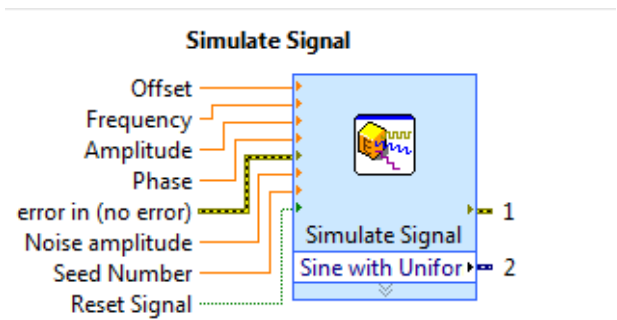 Simulate Signal
Offset
Frequency
Amplitude
Phase
error in (no error)
Noise amplitude
Seed Number
Reset Signal
Simulate Signal
Sine with Unifor
1
2